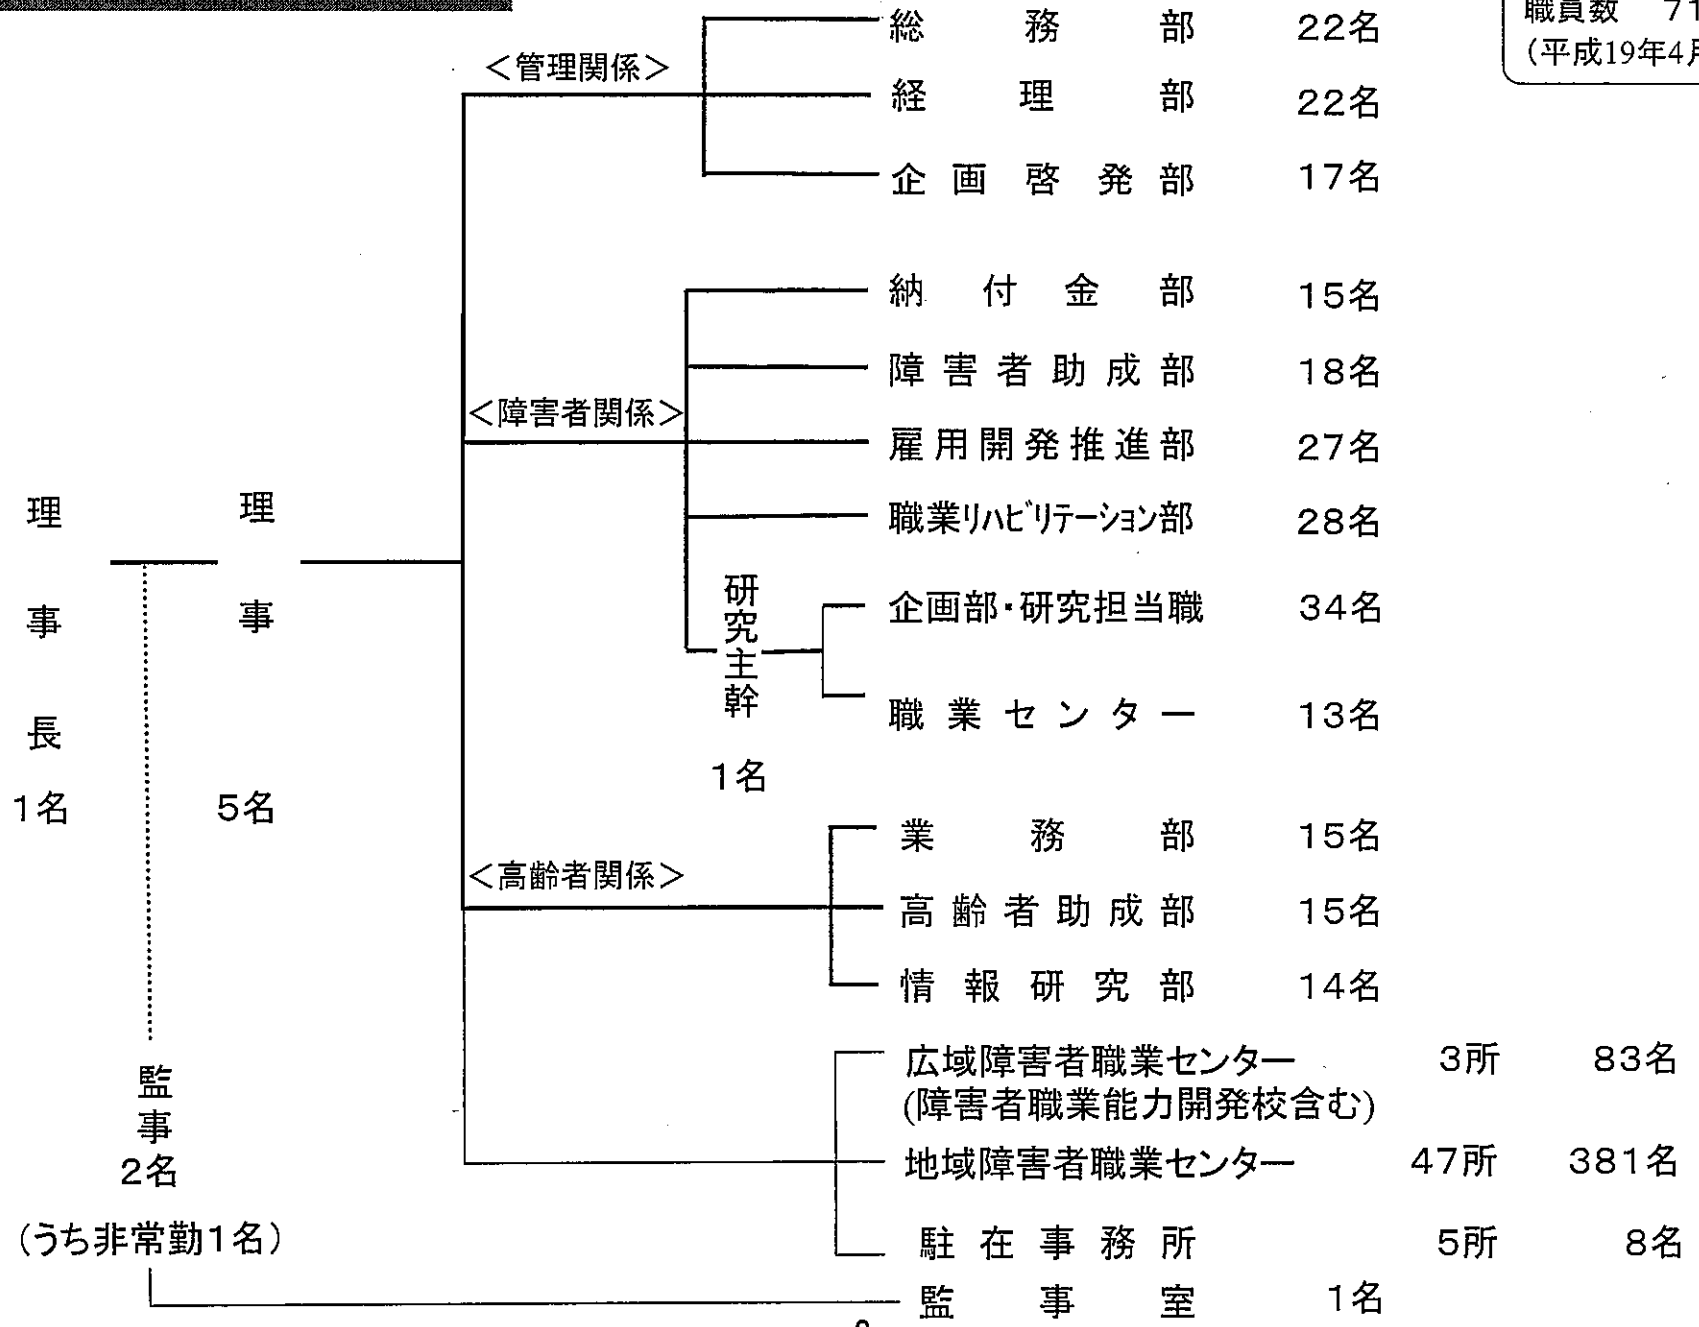 職員数 71
(平成19年4月
総務部 22名
<管理関係>
経理部 22名
企画啓発部 17名
納付金部 15名
障害者助成部 18名
<障害者関係>
雇用開発推進部 27名
職業リハビリテーション部 28名
理事長
1名
理事
5名
研究主幹
1名
企画部・研究担当職 34名
職業センター 13名
業務部 15名
<高齢者関係>
高齢者助成部 15名
情報研究部 14名
広域障害者職業センター 3所 83名
(障害者職業能力開発校含む)
地域障害者職業センター 47所 381名
駐在事務所 5所 8名
監事
2名
(うち非常勤1名)
監事室 1名